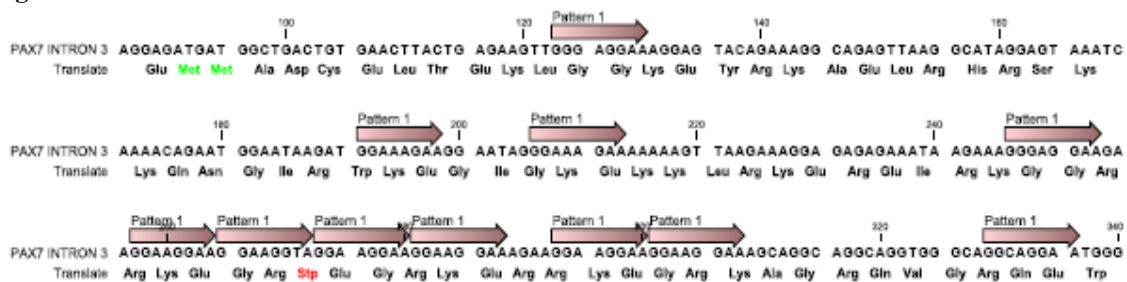 100 120 Pattern 1 140 160
PAX7 INTRON 3 AGGAGATGAT GGCTGACTGT GAACTTACTG AGAAGTTGGG AGGAAAGGAG TACAGAAAGG CAGAGTTAAG GCATAGGAGT AAATC
Translate Glu Met Met Ala Asp Cys Glu Leu Thr Glu Lys Leu Gly Gly Lys Glu Tyr Arg Lys Ala Glu Leu Arg His Arg Ser Lys
180 Pattern 1 200 Pattern 1 220 240 Pattern 1
PAX7 INTRON 3 AAAACAGAAT GGAATAAGAT GGAAAGAAGG AATAGGGAAA GAAAAAAAGT TAAGAAAGGA GAGAGAAATA AGAAAGGGAG GAAGA
Translate Lys Gln Asn Gly Ile Arg Trp Lys Glu Gly Ile Gly Lys Glu Lys Lys Leu Arg Lys Glu Arg Glu Ile Arg Lys Gly Gly Arg
Pattern 1 Pattern 1 Pattern 1 Pattern 1 Pattern 1 Pattern 1 320 Pattern 1 340
PAX7 INTRON 3 AGGAAGGAAG GGAAGGTAGG A AGGAAGGAAGG GAAAGAAGGA AGGAAGGAAG GAAAGCAGGC AGGCAGGTGG GCAGGCAGGA ATGGG
Translate Arg Lys Glu Gly Arg Stp Glu Gly Arg Lys Glu Arg Arg Lys Glu Gly Arg Lys Ala Gly Arg Gln Val Gly Arg Gln Glu Trp